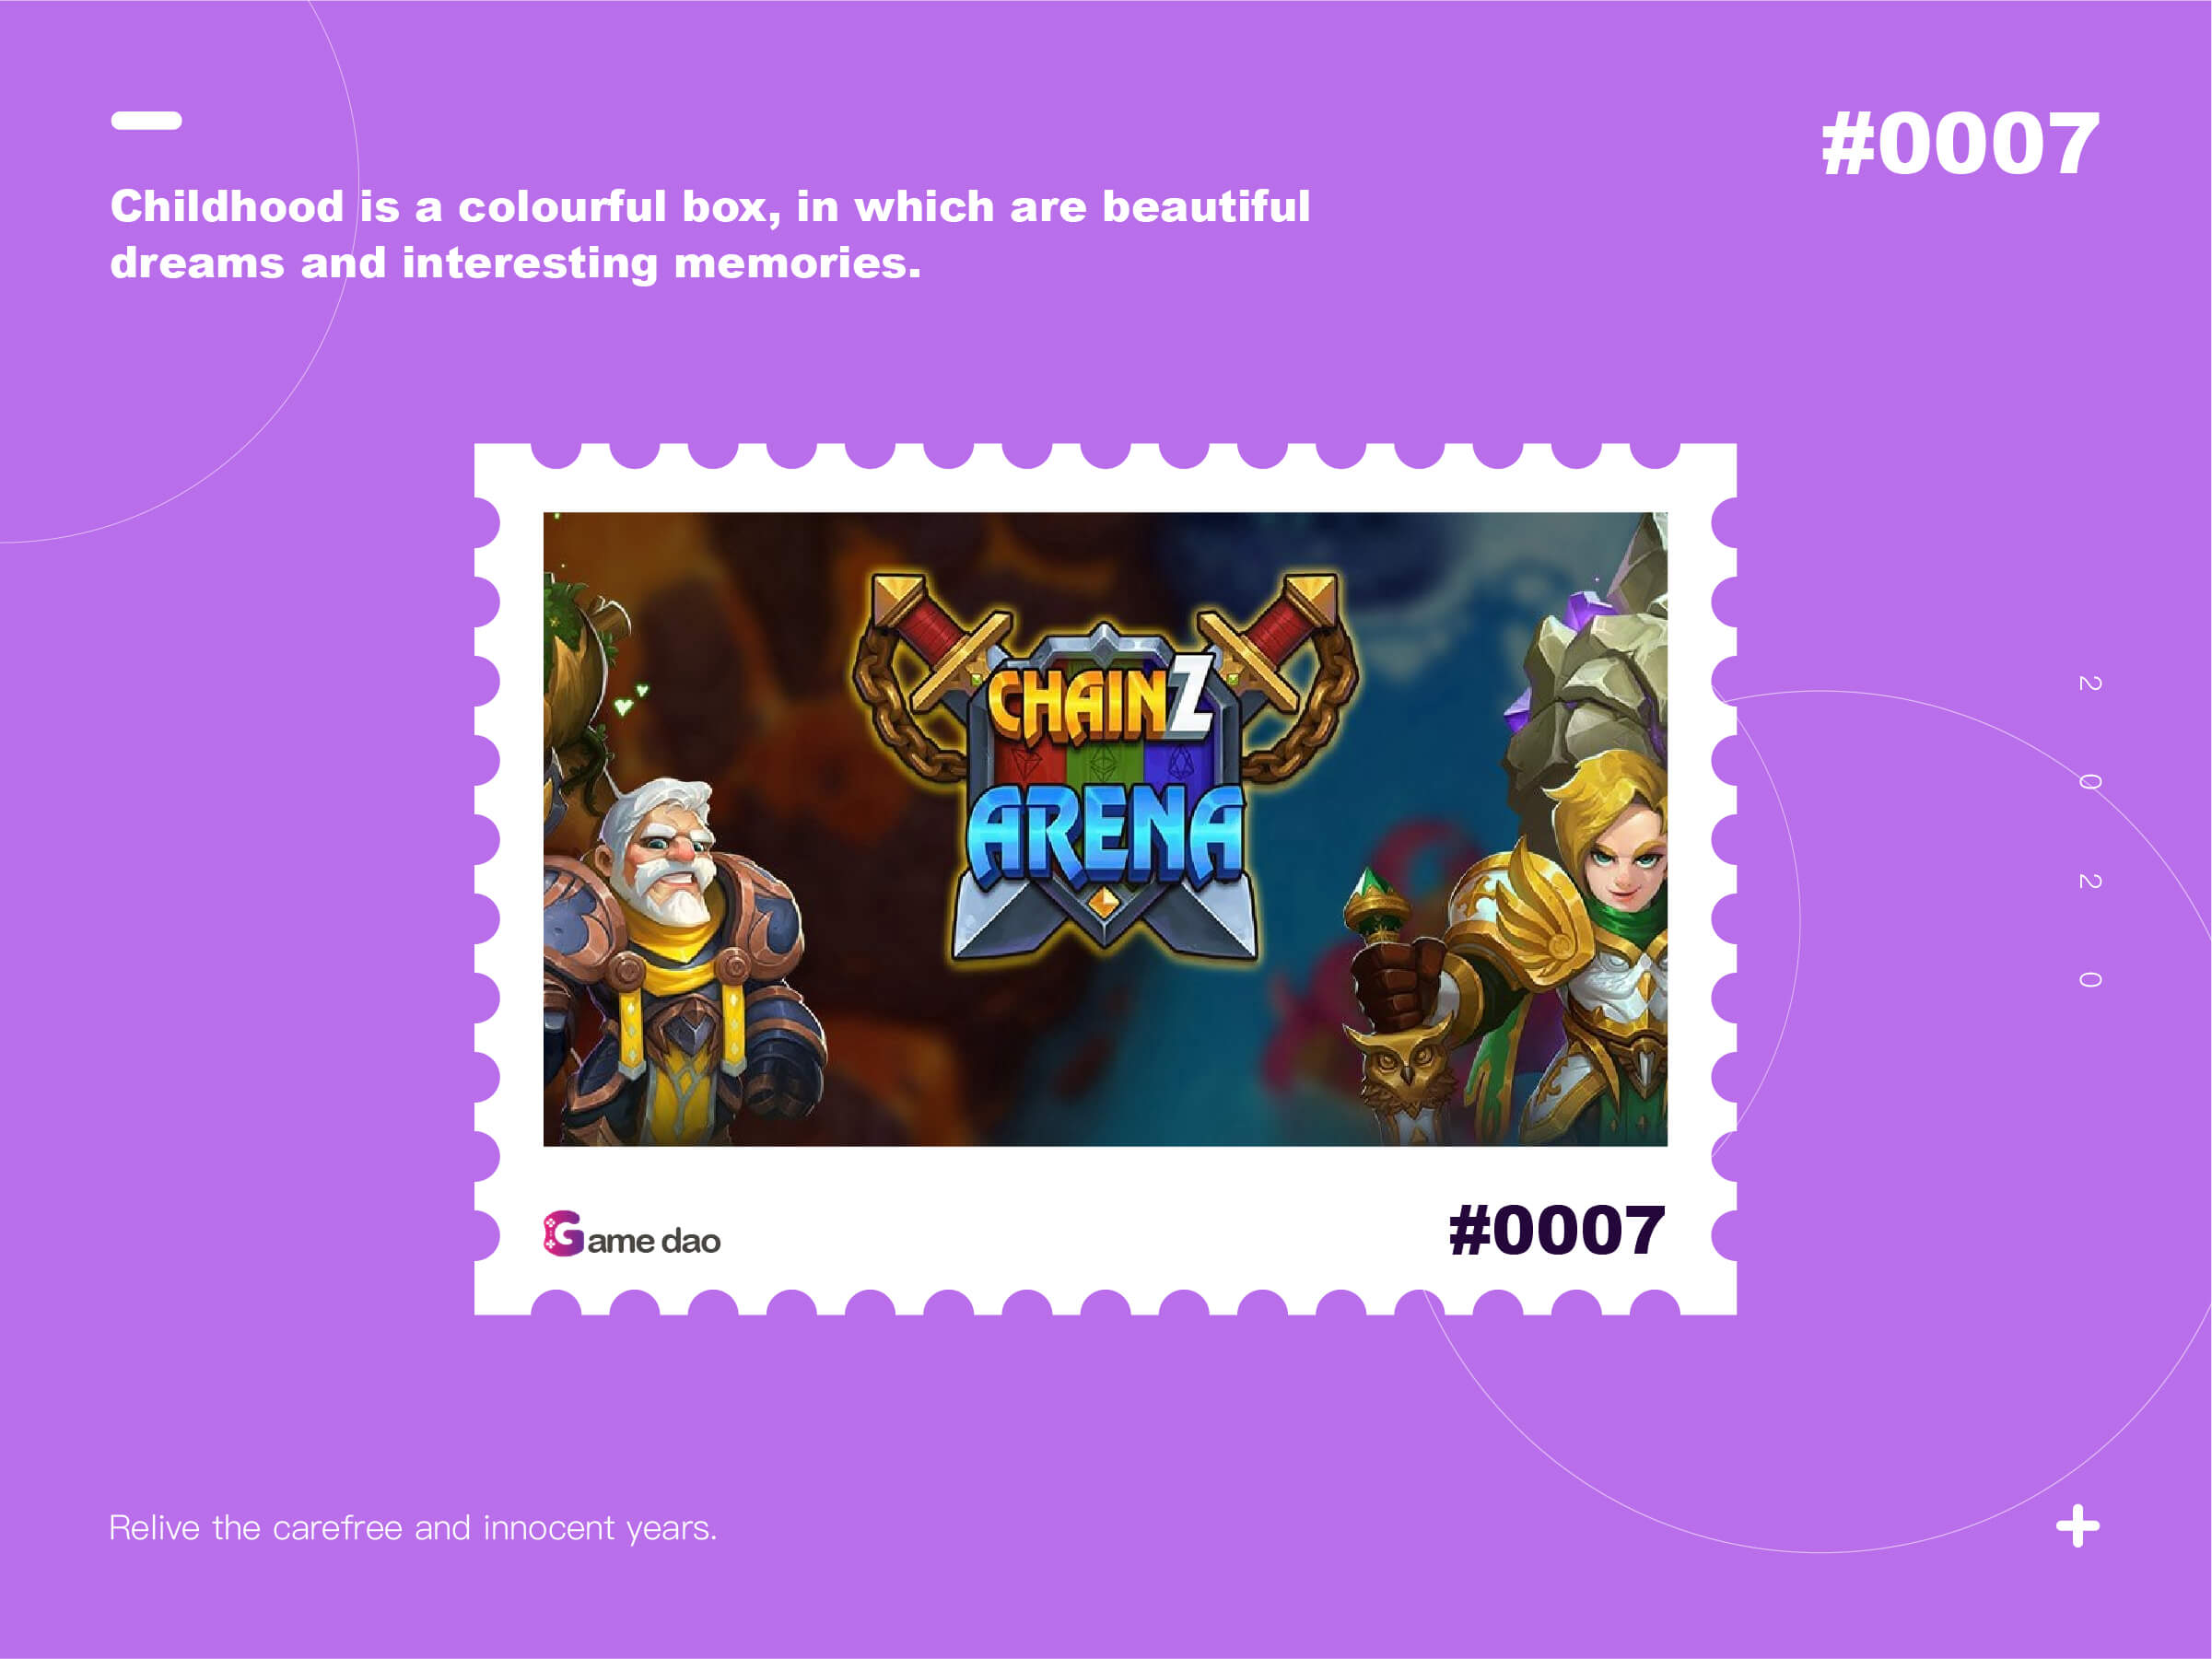 #0007
Childhood is a colourful box, in which are beautiful
dreams and interesting memories.
CHAINZ
ARENA
2020
Game dao
#0007
Relive the carefree and innocent years.